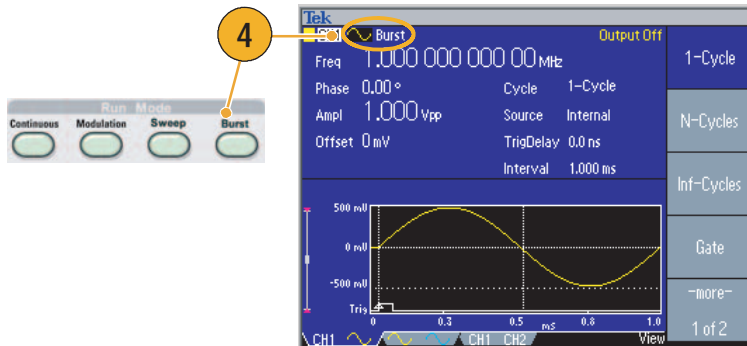 4
Run Mode
Continuous Modulation Sweep Burst
Tek
CH1 Burst Output Off
Freq 1.000 000 000 00 MHz
Phase 0.00 °
Ampl 1.000 Vpp
Offset 0 mV
Cycle 1-Cycle
Source Internal
TrigDelay 0.0 ns
Interval 1.000 ms
500 mV
0 mV
-500 mV
Trig
0 0.3 0.5 ms 0.8 1.0
CH1 CH1 CH2 View
1-Cycle
N-Cycles
Inf-Cycles
Gate
-more-
1 of 2